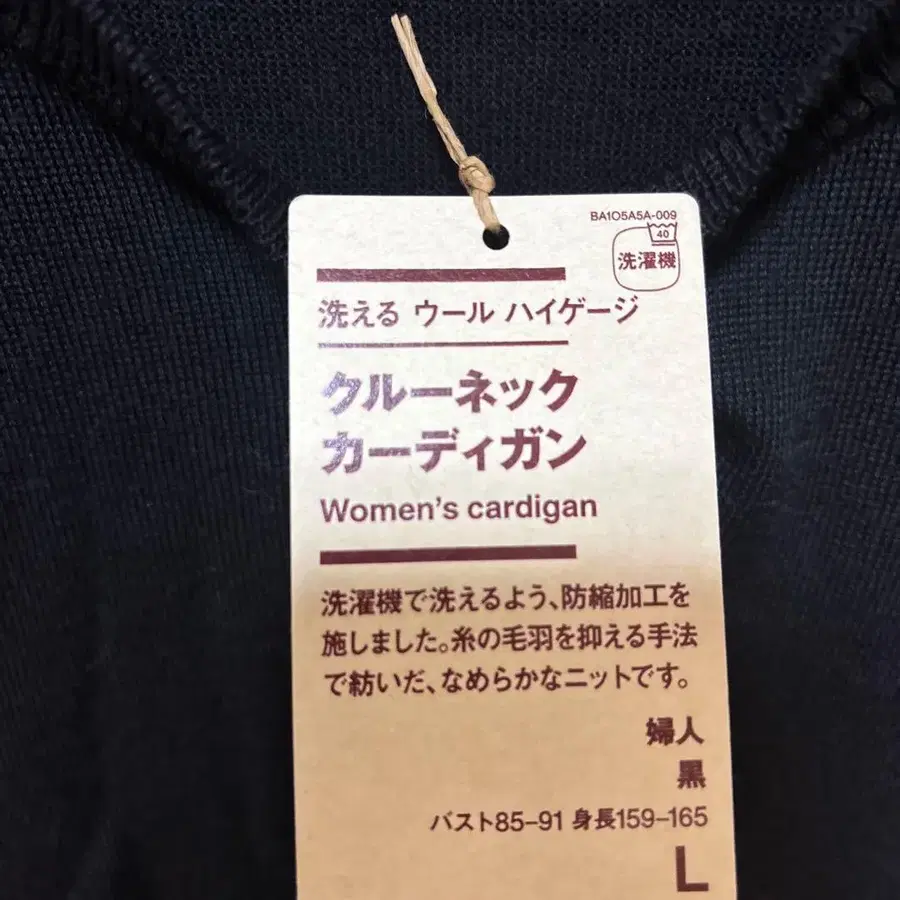 BA1O5A5A-009
40
洗濯機
洗える ウール ハイゲージ
クルーネック
カーディガン
Women's cardigan
洗濯機で洗えるよう、防縮加工を
施しました。糸の毛羽を抑える手法
で紡いだ、なめらかなニットです。
婦人
黒
バスト85–91 身長159–165
L